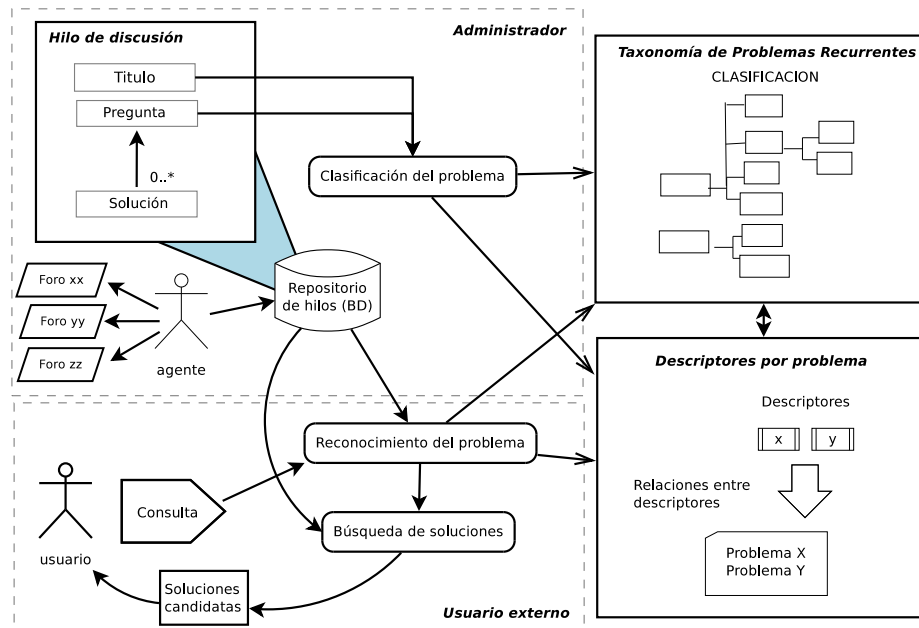 Hilo de discusión
Administrador
Titulo
Pregunta
0..*
Solución
Clasificación del problema
Taxonomía de Problemas Recurrentes
CLASIFICACION
Foro xx
Foro yy
Foro zz
agente
Repositorio
de hilos (BD)
Descriptores por problema
Descriptores
x
y
Relaciones entre
descriptores
Problema X
Problema Y
Reconocimiento del problema
Consulta
Búsqueda de soluciones
usuario
Soluciones
candidatas
Usuario externo